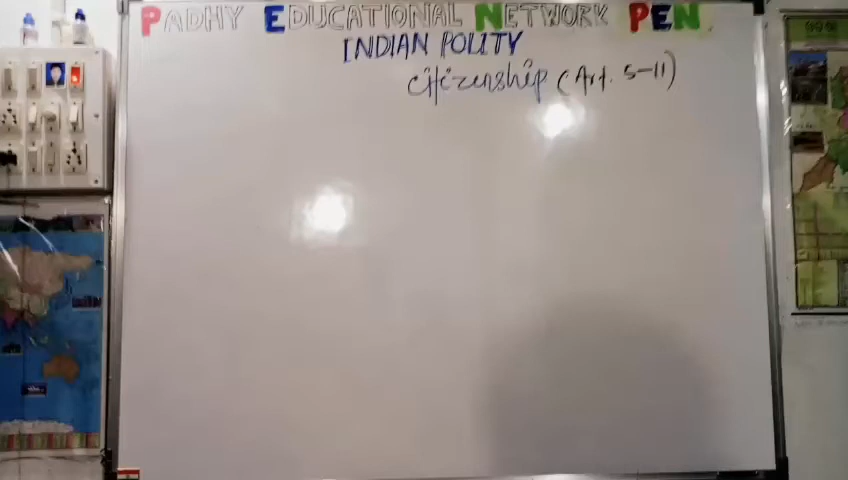 PADHY EDUCATIONAL NETWORK PEN
INDIAN POLITY
Citizenship (Art. 5-11)